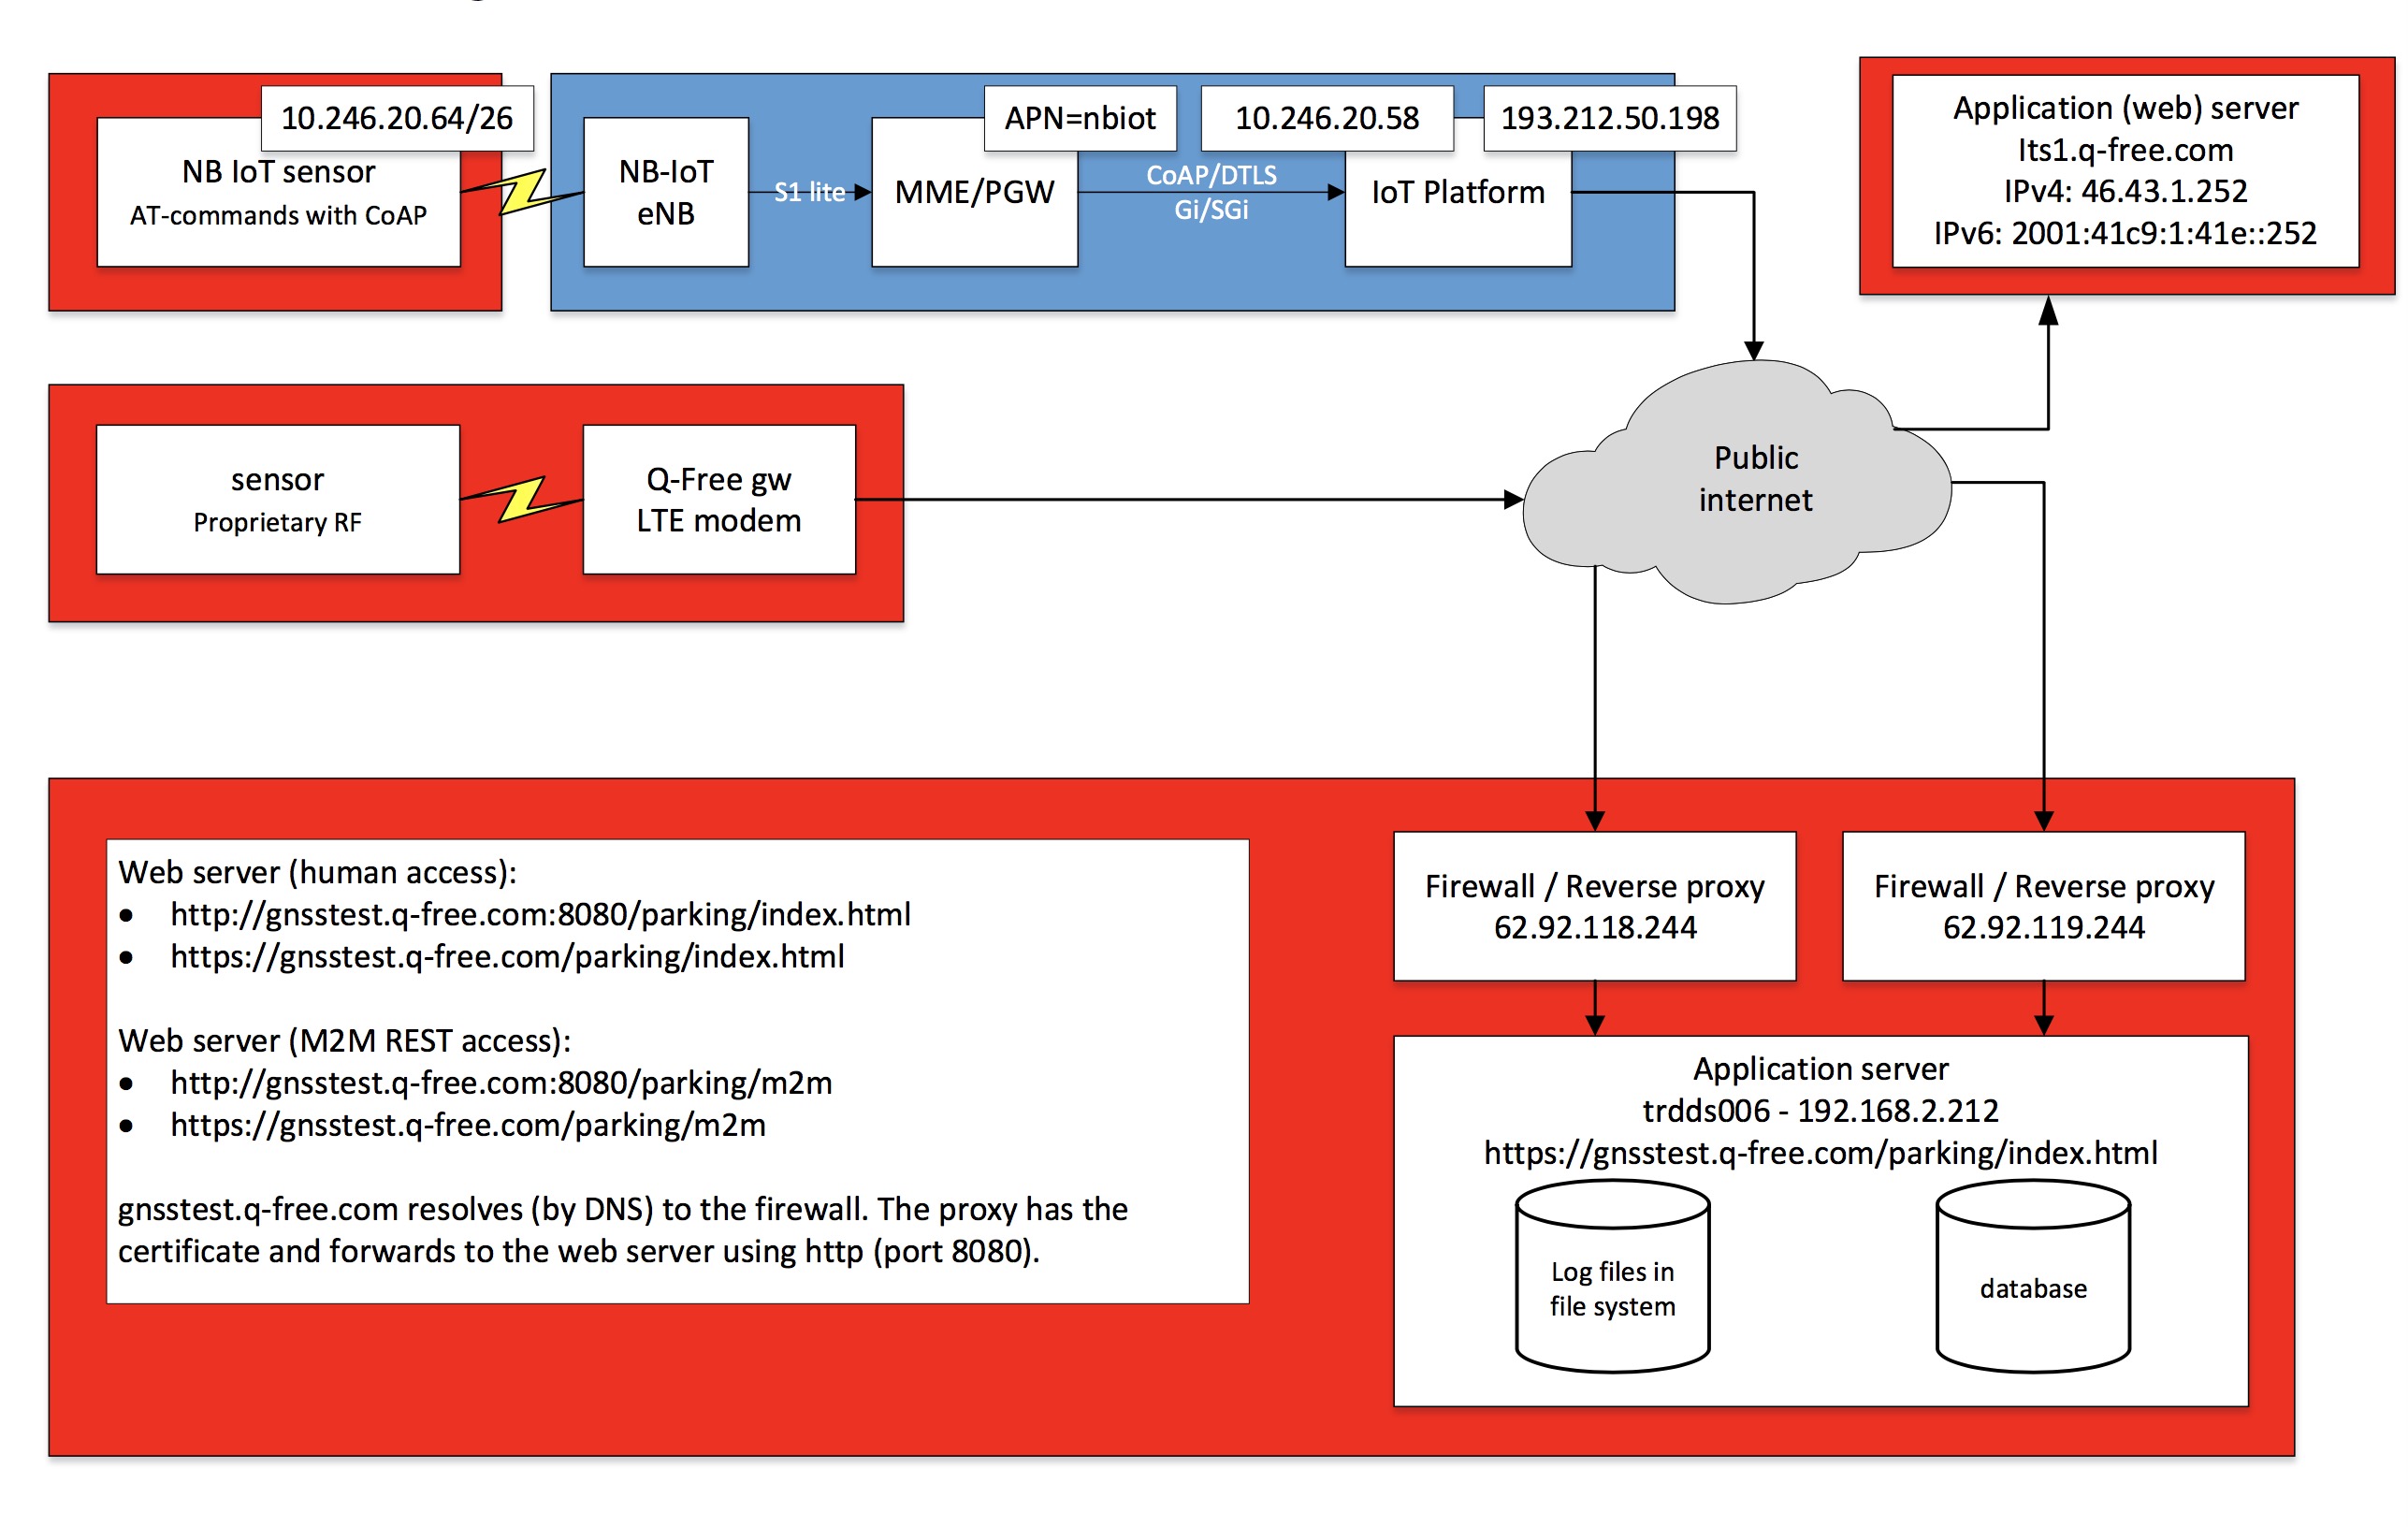 10.246.20.64/26
NB IoT sensor
AT-commands with CoAP
NB-IoT
eNB
S1 lite
APN=nbiot
MME/PGW
CoAP/DTLS
Gi/SGi
10.246.20.58
193.212.50.198
IoT Platform
Application (web) server
Its1.q-free.com
IPv4: 46.43.1.252
IPv6: 2001:41c9:1:41e::252
sensor
Proprietary RF
Q-Free gw
LTE modem
Public
internet
Web server (human access):
• http://gnsstest.q-free.com:8080/parking/index.html
• https://gnsstest.q-free.com/parking/index.html
Web server (M2M REST access):
• http://gnsstest.q-free.com:8080/parking/m2m
• https://gnsstest.q-free.com/parking/m2m
gnsstest.q-free.com resolves (by DNS) to the firewall. The proxy has the
certificate and forwards to the web server using http (port 8080).
Firewall / Reverse proxy
62.92.118.244
Firewall / Reverse proxy
62.92.119.244
Application server
trdds006 - 192.168.2.212
https://gnsstest.q-free.com/parking/index.html
Log files in
file system
database